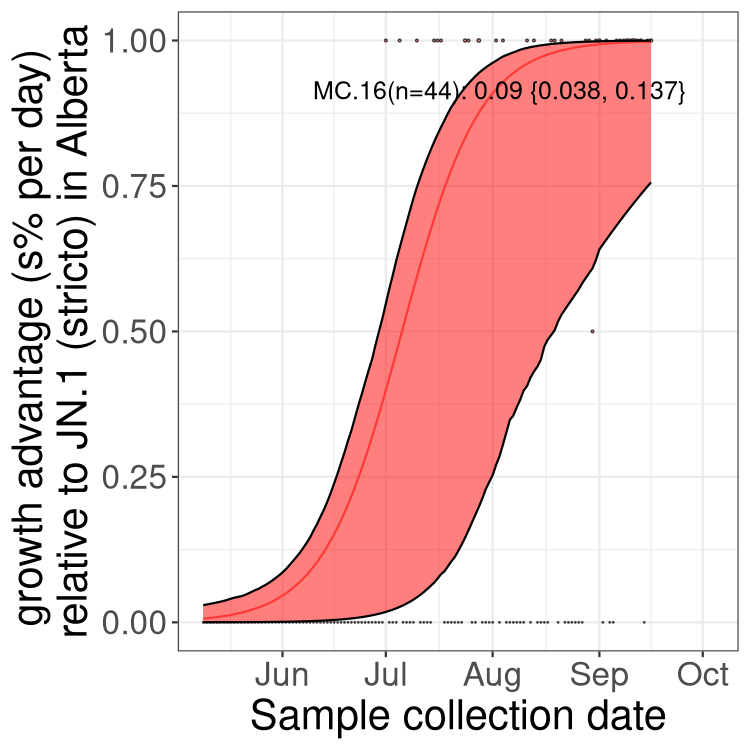 growth advantage (s% per day)
relative to JN.1 (stricto) in Alberta
1.00
0.75
0.50
0.25
0.00
MC.16(n=44): 0.09 {0.038, 0.137}
Jun Jul Aug Sep Oct
Sample collection date